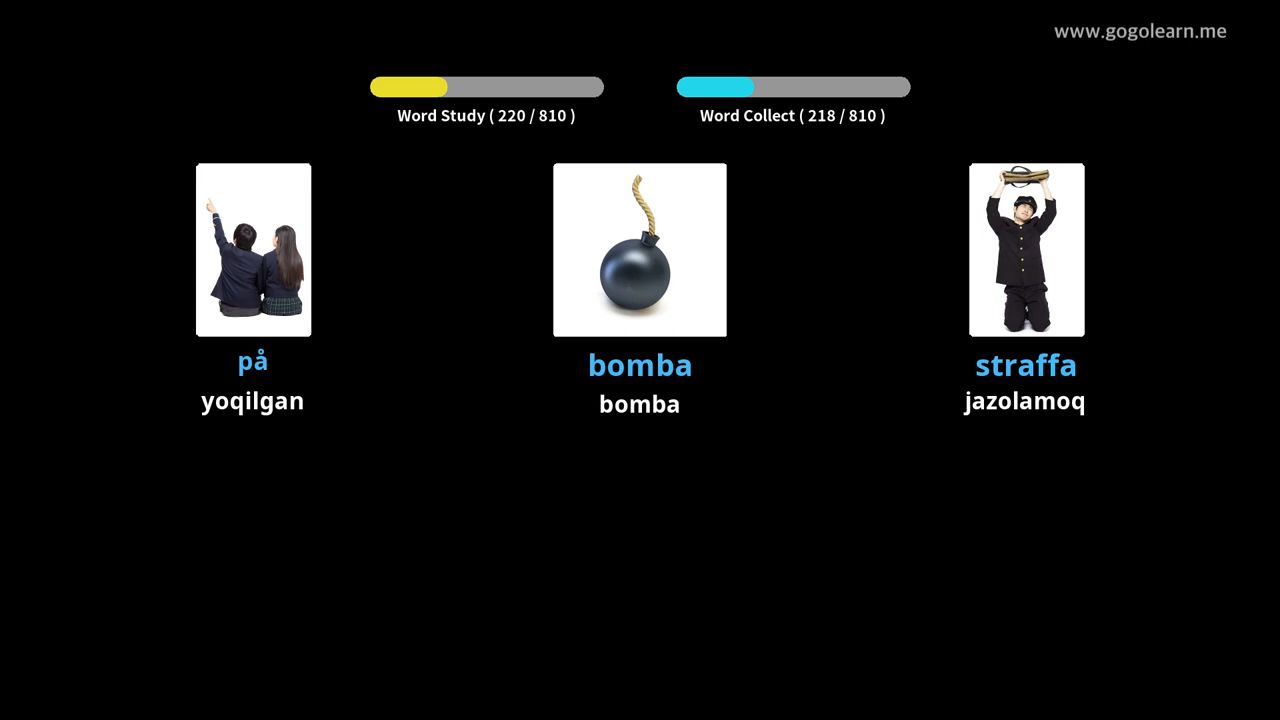 www.gogolearn.me
Word Study ( 220 / 810 )
Word Collect ( 218 / 810 )
på
yoqilgan
bomba
bomba
straffa
jazolamoq